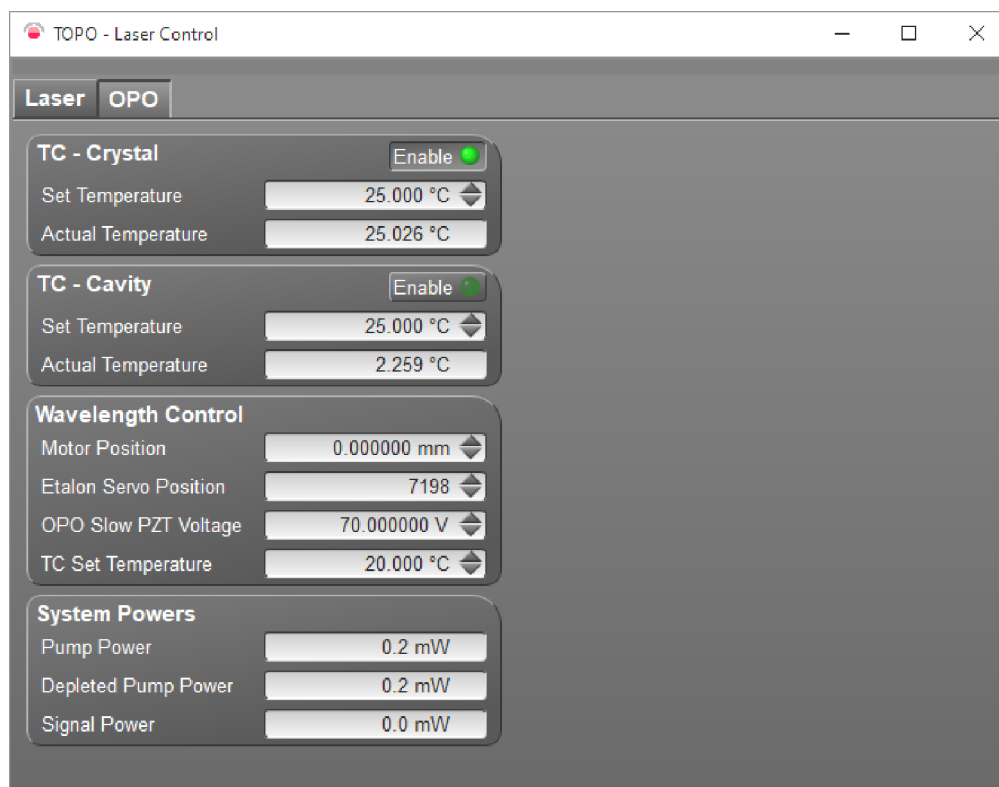 TOPO - Laser Control
Laser OPO
TC - Crystal Enable
Set Temperature 25.000 °C
Actual Temperature 25.026 °C
TC - Cavity Enable
Set Temperature 25.000 °C
Actual Temperature 2.259 °C
Wavelength Control
Motor Position 0.000000 mm
Etalon Servo Position 7198
OPO Slow PZT Voltage 70.000000 V
TC Set Temperature 20.000 °C
System Powers
Pump Power 0.2 mW
Depleted Pump Power 0.2 mW
Signal Power 0.0 mW